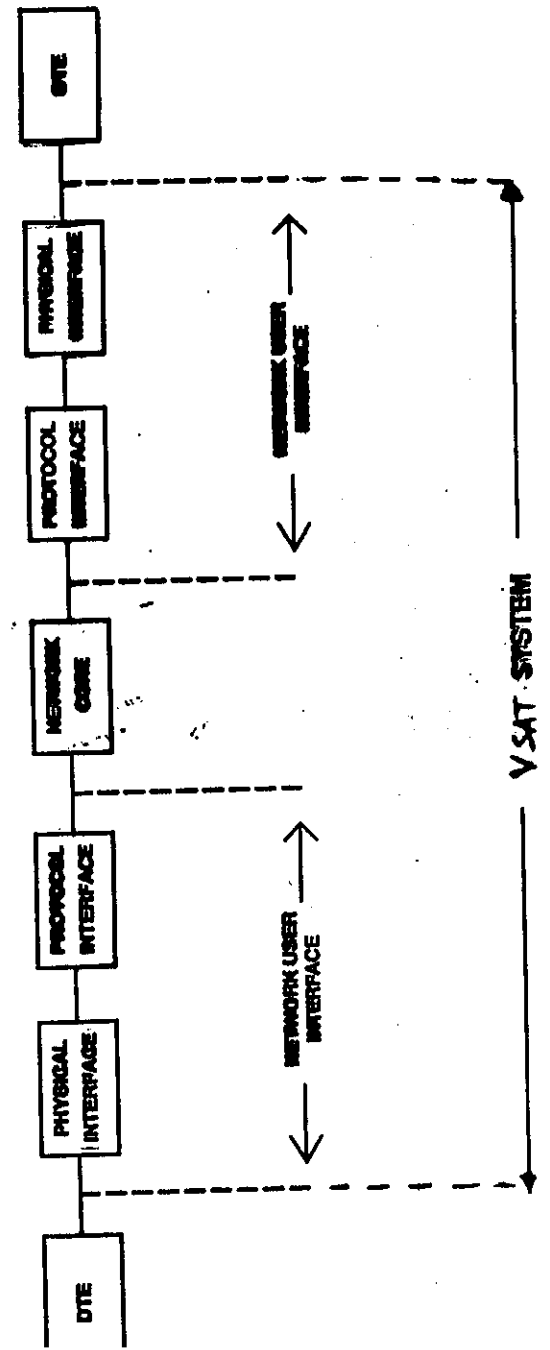 DTE
PHYSICAL
INTERFACE
PROTOCOL
INTERFACE
NETWORK
CORE
PROTOCOL
INTERFACE
PHYSICAL
INTERFACE
DTE
NETWORK USER
INTERFACE
NETWORK USER
INTERFACE
VSAT SYSTEM